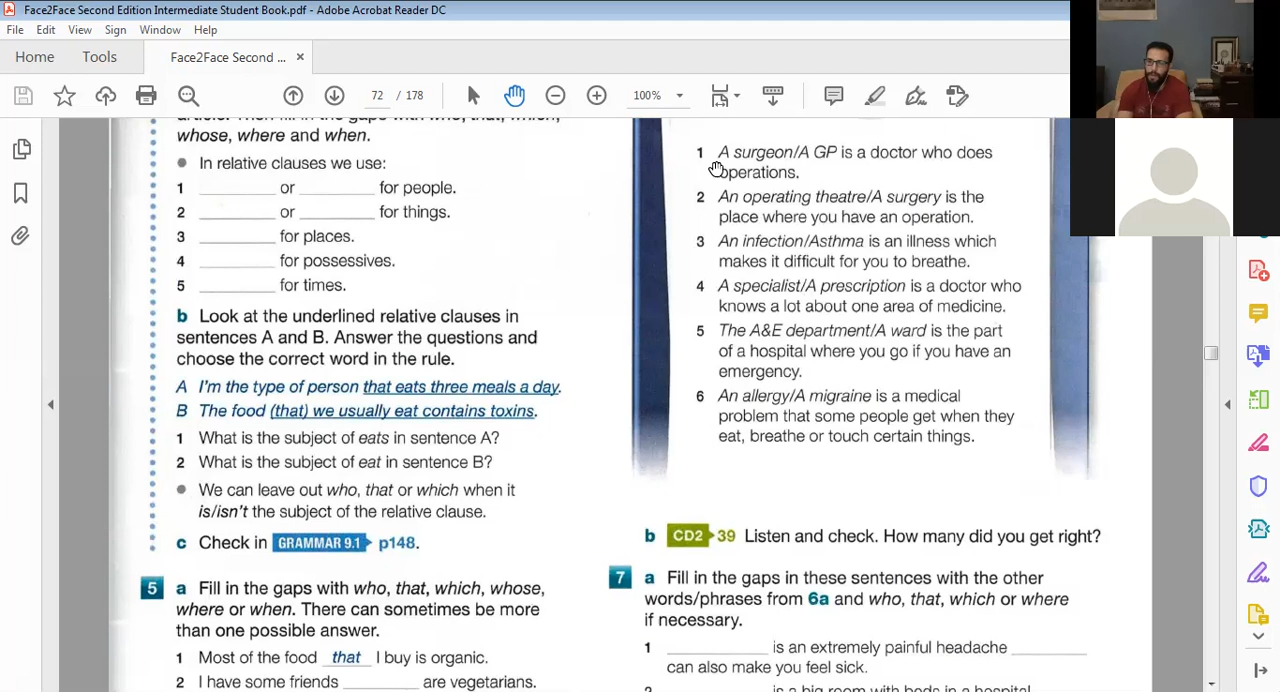 Face2Face Second Edition Intermediate Student Book.pdf - Adobe Acrobat Reader DC
File Edit View Sign Window Help
Home Tools Face2Face Second ... ×
72 / 178 100%
whose, where and when.
In relative clauses we use:
1 ________ or ________ for people.
2 ________ or ________ for things.
3 ________ for places.
4 ________ for possessives.
5 ________ for times.
b Look at the underlined relative clauses in
sentences A and B. Answer the questions and
choose the correct word in the rule.
A I'm the type of person that eats three meals a day.
B The food (that) we usually eat contains toxins.
1 What is the subject of eats in sentence A?
2 What is the subject of eat in sentence B?
We can leave out who, that or which when it
is/isn't the subject of the relative clause.
c Check in GRAMMAR 9.1 p148.
5 a Fill in the gaps with who, that, which, whose,
where or when. There can sometimes be more
than one possible answer.
1 Most of the food that I buy is organic.
2 I have some friends ________ are vegetarians.
1 A surgeon/A GP is a doctor who does
operations.
2 An operating theatre/A surgery is the
place where you have an operation.
3 An infection/Asthma is an illness which
makes it difficult for you to breathe.
4 A specialist/A prescription is a doctor who
knows a lot about one area of medicine.
5 The A&E department/A ward is the part
of a hospital where you go if you have an
emergency.
6 An allergy/A migraine is a medical
problem that some people get when they
eat, breathe or touch certain things.
b CD2 39 Listen and check. How many did you get right?
7 a Fill in the gaps in these sentences with the other
words/phrases from 6a and who, that, which or where
if necessary.
1 ________ is an extremely painful headache ________
can also make you feel sick.
2 ________ is a big room with beds in a hospital